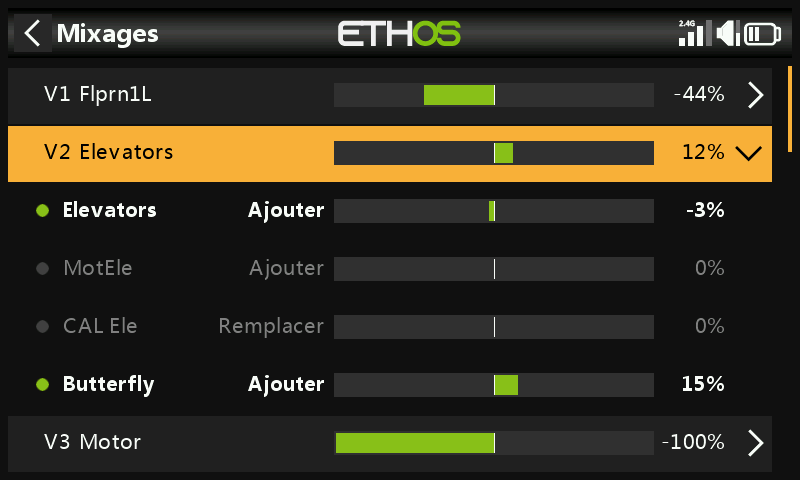 Mixages ETHOS 2.4G
V1 Flprn1L -44%
V2 Elevators 12%
Elevators Ajouter -3%
MotEle Ajouter 0%
CAL Ele Remplacer 0%
Butterfly Ajouter 15%
V3 Motor -100%